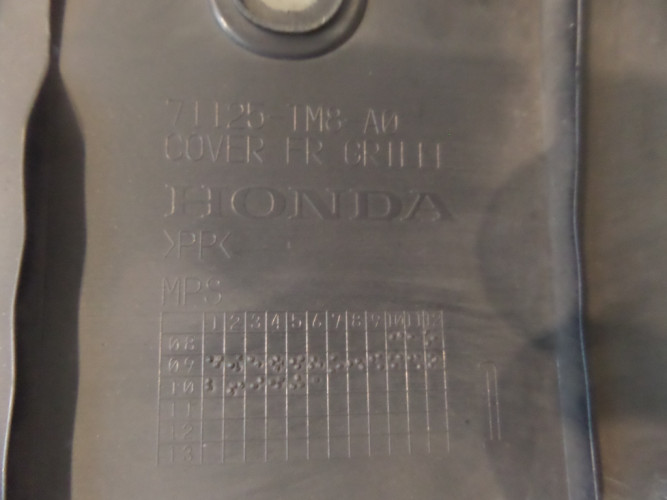 71125-TM8-A0
COVER FR GRILLE
HONDA
>PP<
MPS
1 2 3 4 5 6 7 8 9 10 11 12
08
09
10
11
12
13